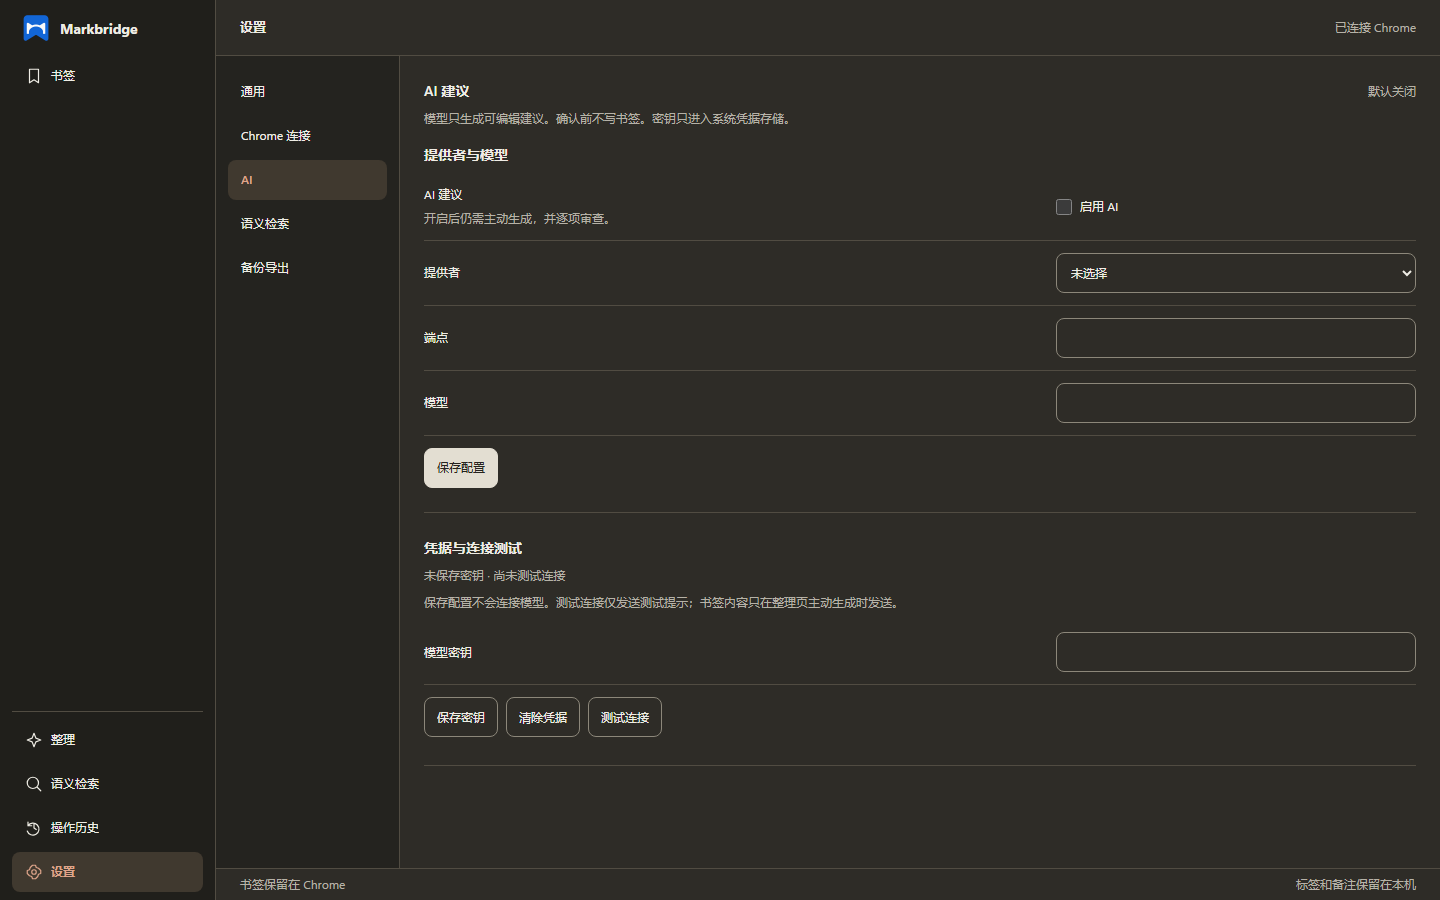 Markbridge
书签
整理
语义检索
操作历史
设置
设置
已连接 Chrome
通用
Chrome 连接
AI
语义检索
备份导出
AI 建议
默认关闭
模型只生成可编辑建议。确认前不写书签。密钥只进入系统凭据存储。
提供者与模型
AI 建议
开启后仍需主动生成，并逐项审查。
启用 AI
提供者
未选择
端点
模型
保存配置
凭据与连接测试
未保存密钥 · 尚未测试连接
保存配置不会连接模型。测试连接仅发送测试提示；书签内容只在整理页主动生成时发送。
模型密钥
保存密钥
清除凭据
测试连接
书签保留在 Chrome
标签和备注保留在本机